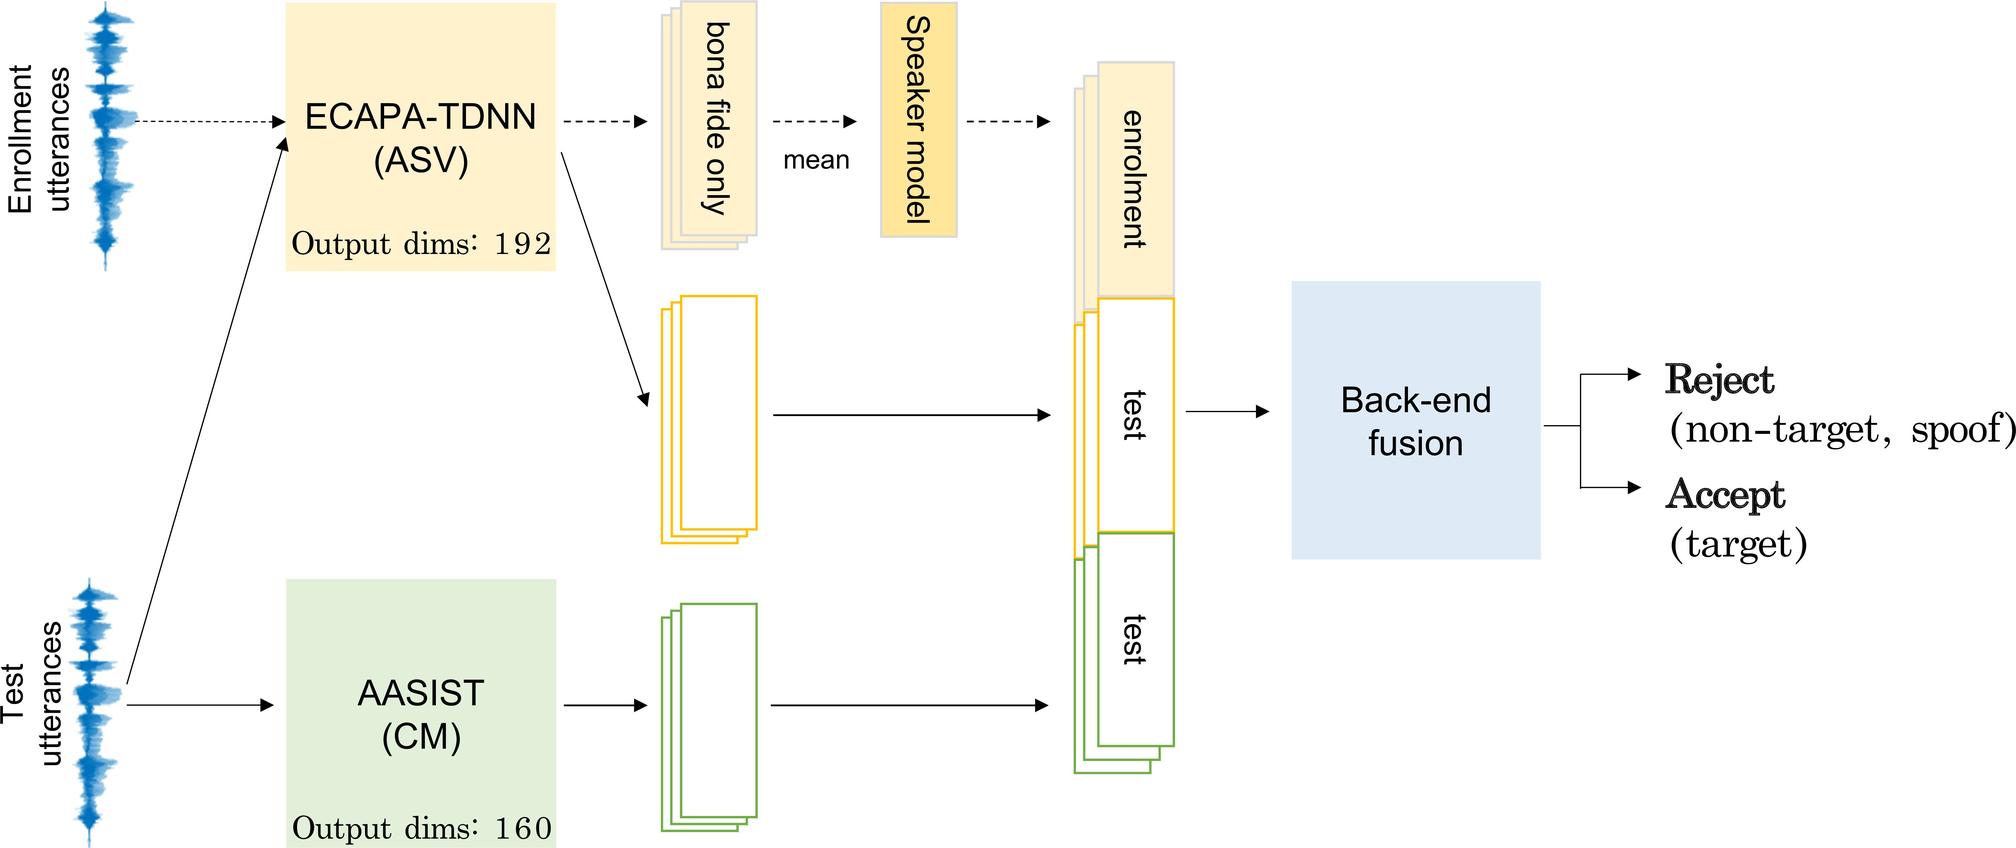 Enrollment
utterances
ECAPA-TDNN
(ASV)
Output dims: 192
bona fide only
mean
Speaker model
enrolment
test
test
Back-end
fusion
Reject
(non-target, spoof)
Accept
(target)
Test
utterances
AASIST
(CM)
Output dims: 160